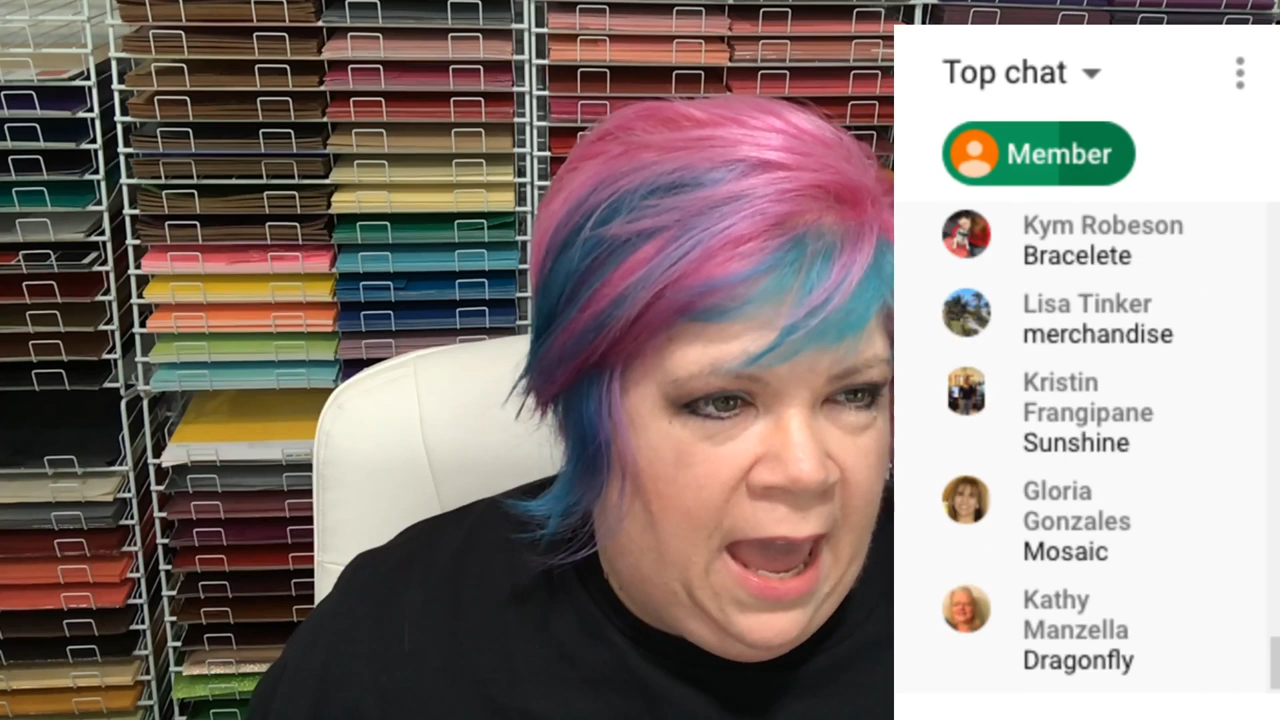 Top chat
Member
Kym Robeson
Bracelete
Lisa Tinker
merchandise
Kristin
Frangipane
Sunshine
Gloria
Gonzales
Mosaic
Kathy
Manzella
Dragonfly